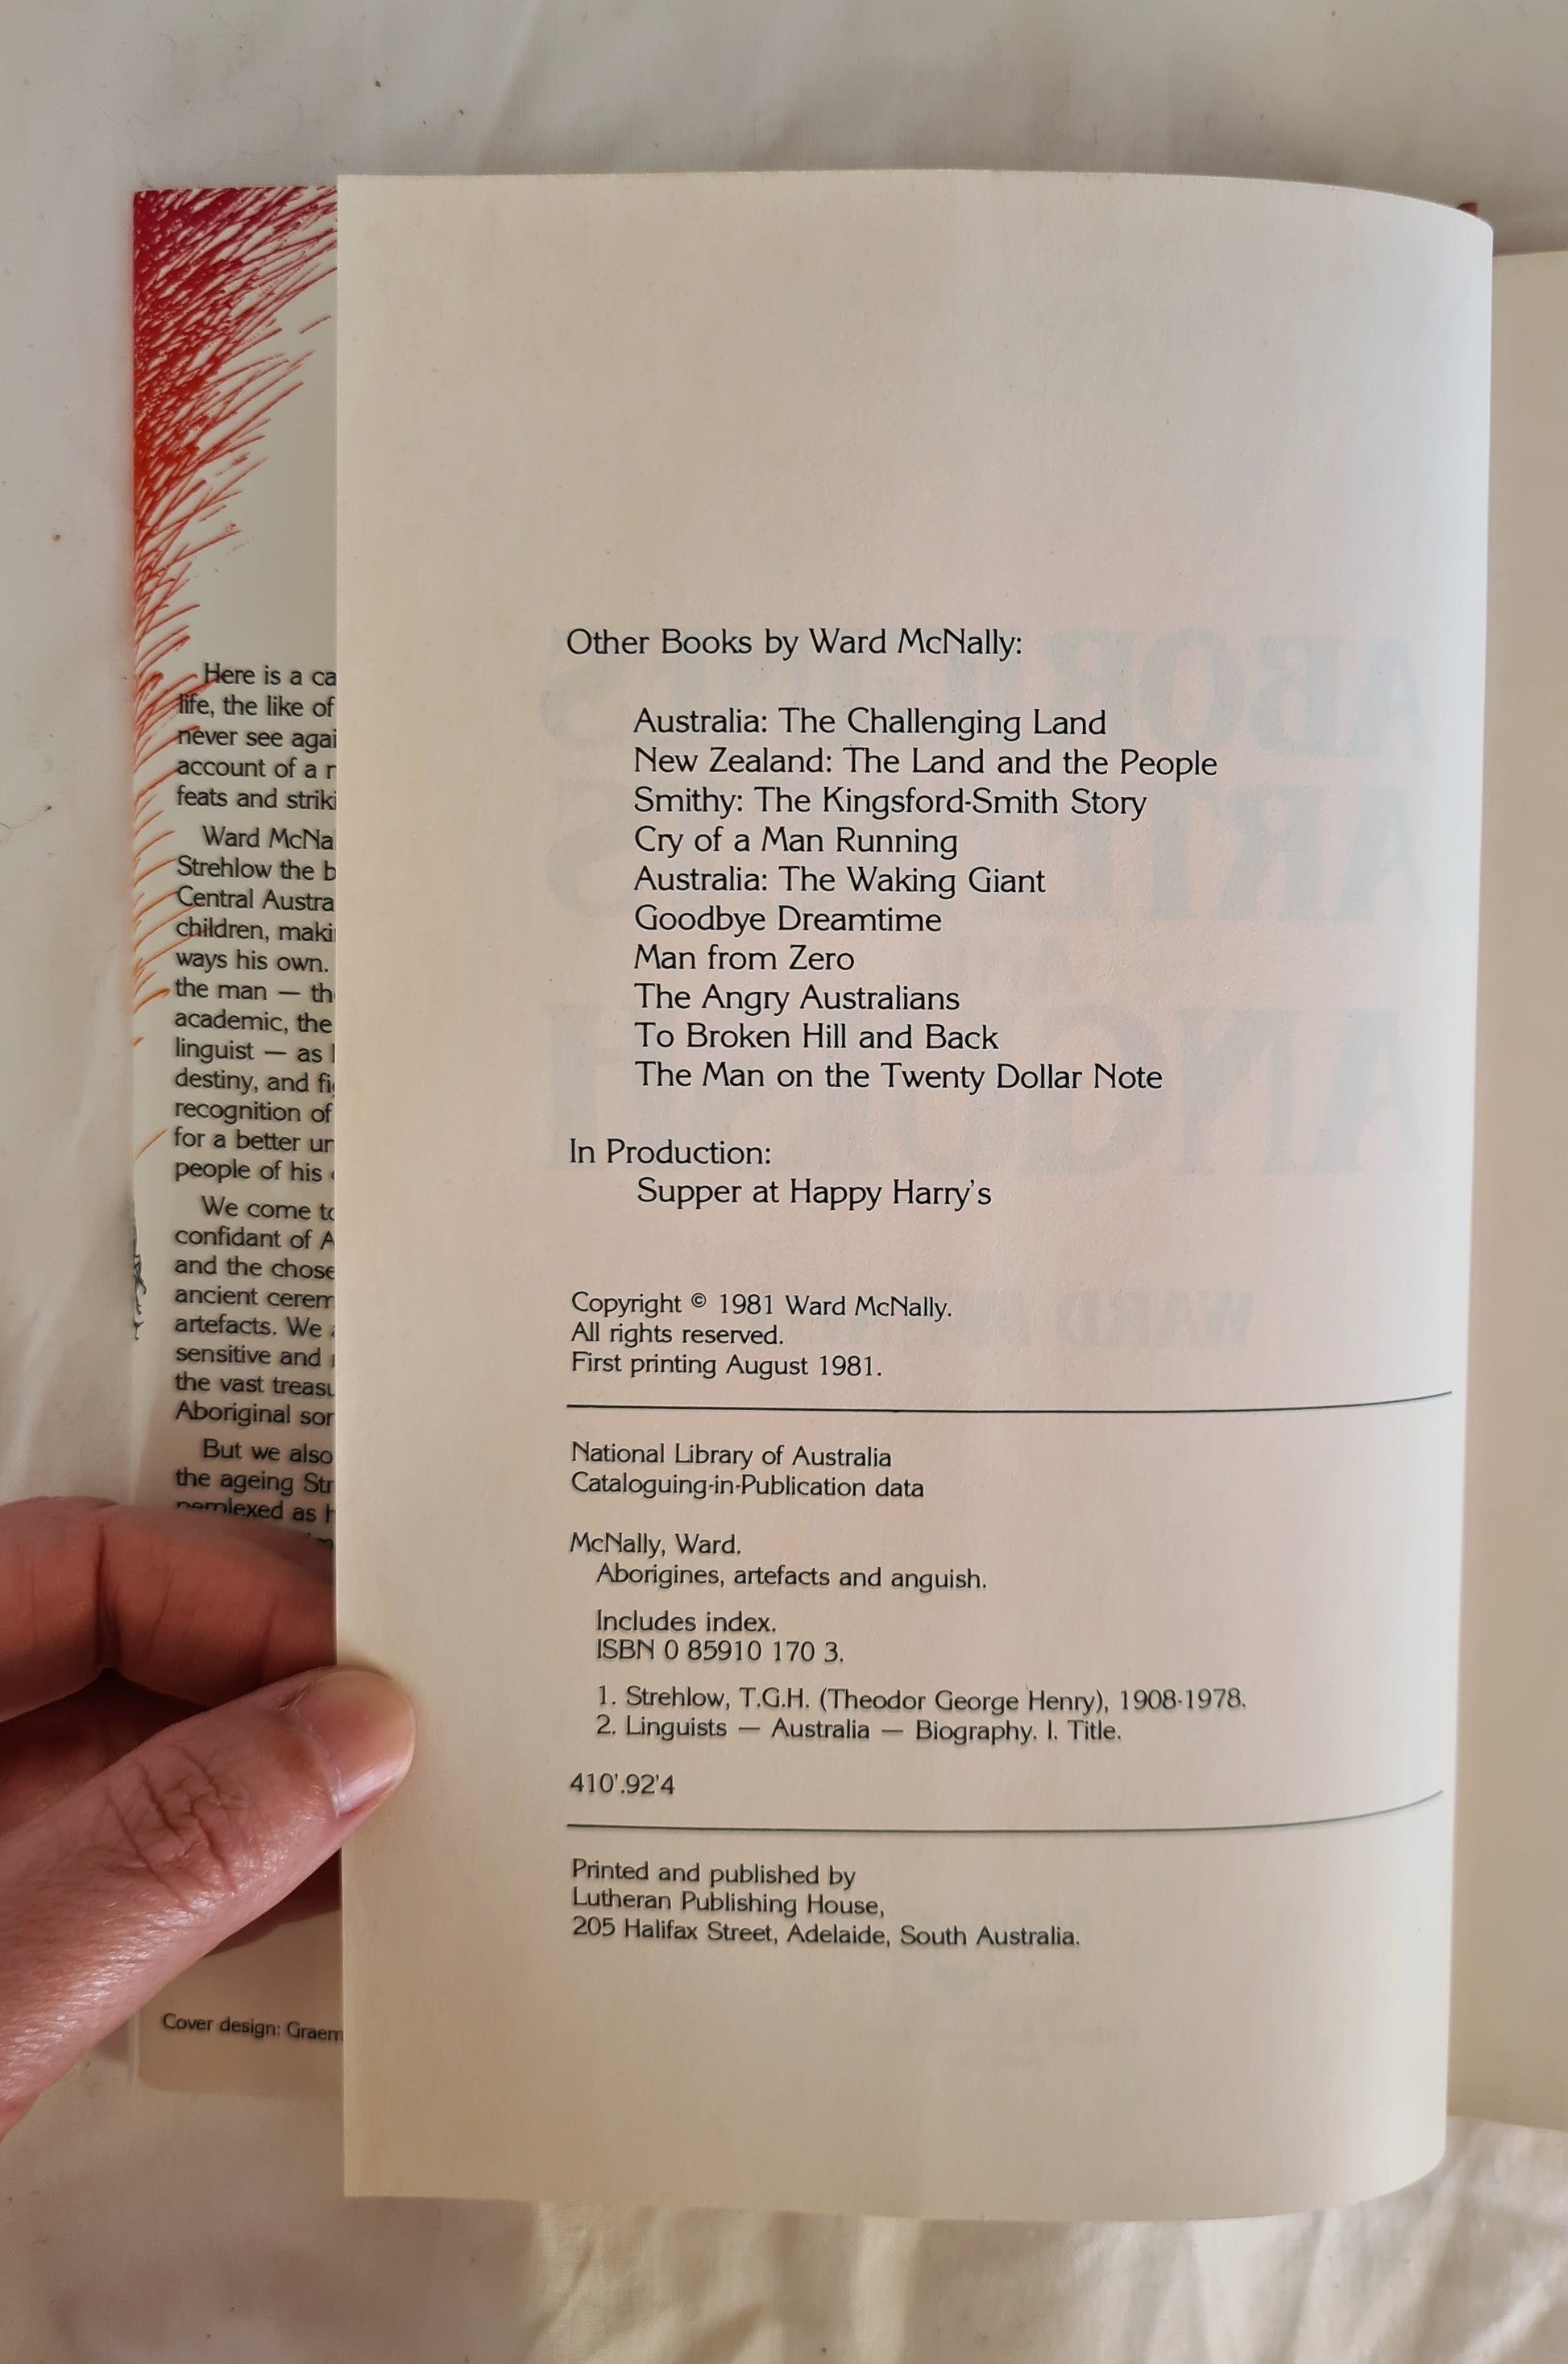 Here is a
life, the like of
never see
account of a
feats and
Ward
Strehlow the
Central
children,
ways his own.
the man —
academic, the
linguist — as
destiny, and
recognition of
for a better
people of his
We come
confidant of
and the
ancient
artefacts. We
sensitive and
the vast
Aboriginal
But we also
the ageing
perplexed as
Cover design:
Other Books by Ward McNally:
Australia: The Challenging Land
New Zealand: The Land and the People
Smithy: The Kingsford-Smith Story
Cry of a Man Running
Australia: The Waking Giant
Goodbye Dreamtime
Man from Zero
The Angry Australians
To Broken Hill and Back
The Man on the Twenty Dollar Note
In Production:
Supper at Happy Harry's
Copyright © 1981 Ward McNally.
All rights reserved.
First printing August 1981.
National Library of Australia
Cataloguing-in-Publication data
McNally, Ward.
Aborigines, artefacts and anguish.
Includes index.
ISBN 0 85910 170 3.
1. Strehlow, T.G.H. (Theodor George Henry), 1908-1978.
2. Linguists — Australia — Biography. I. Title.
410'.92'4
Printed and published by
Lutheran Publishing House,
205 Halifax Street, Adelaide, South Australia.